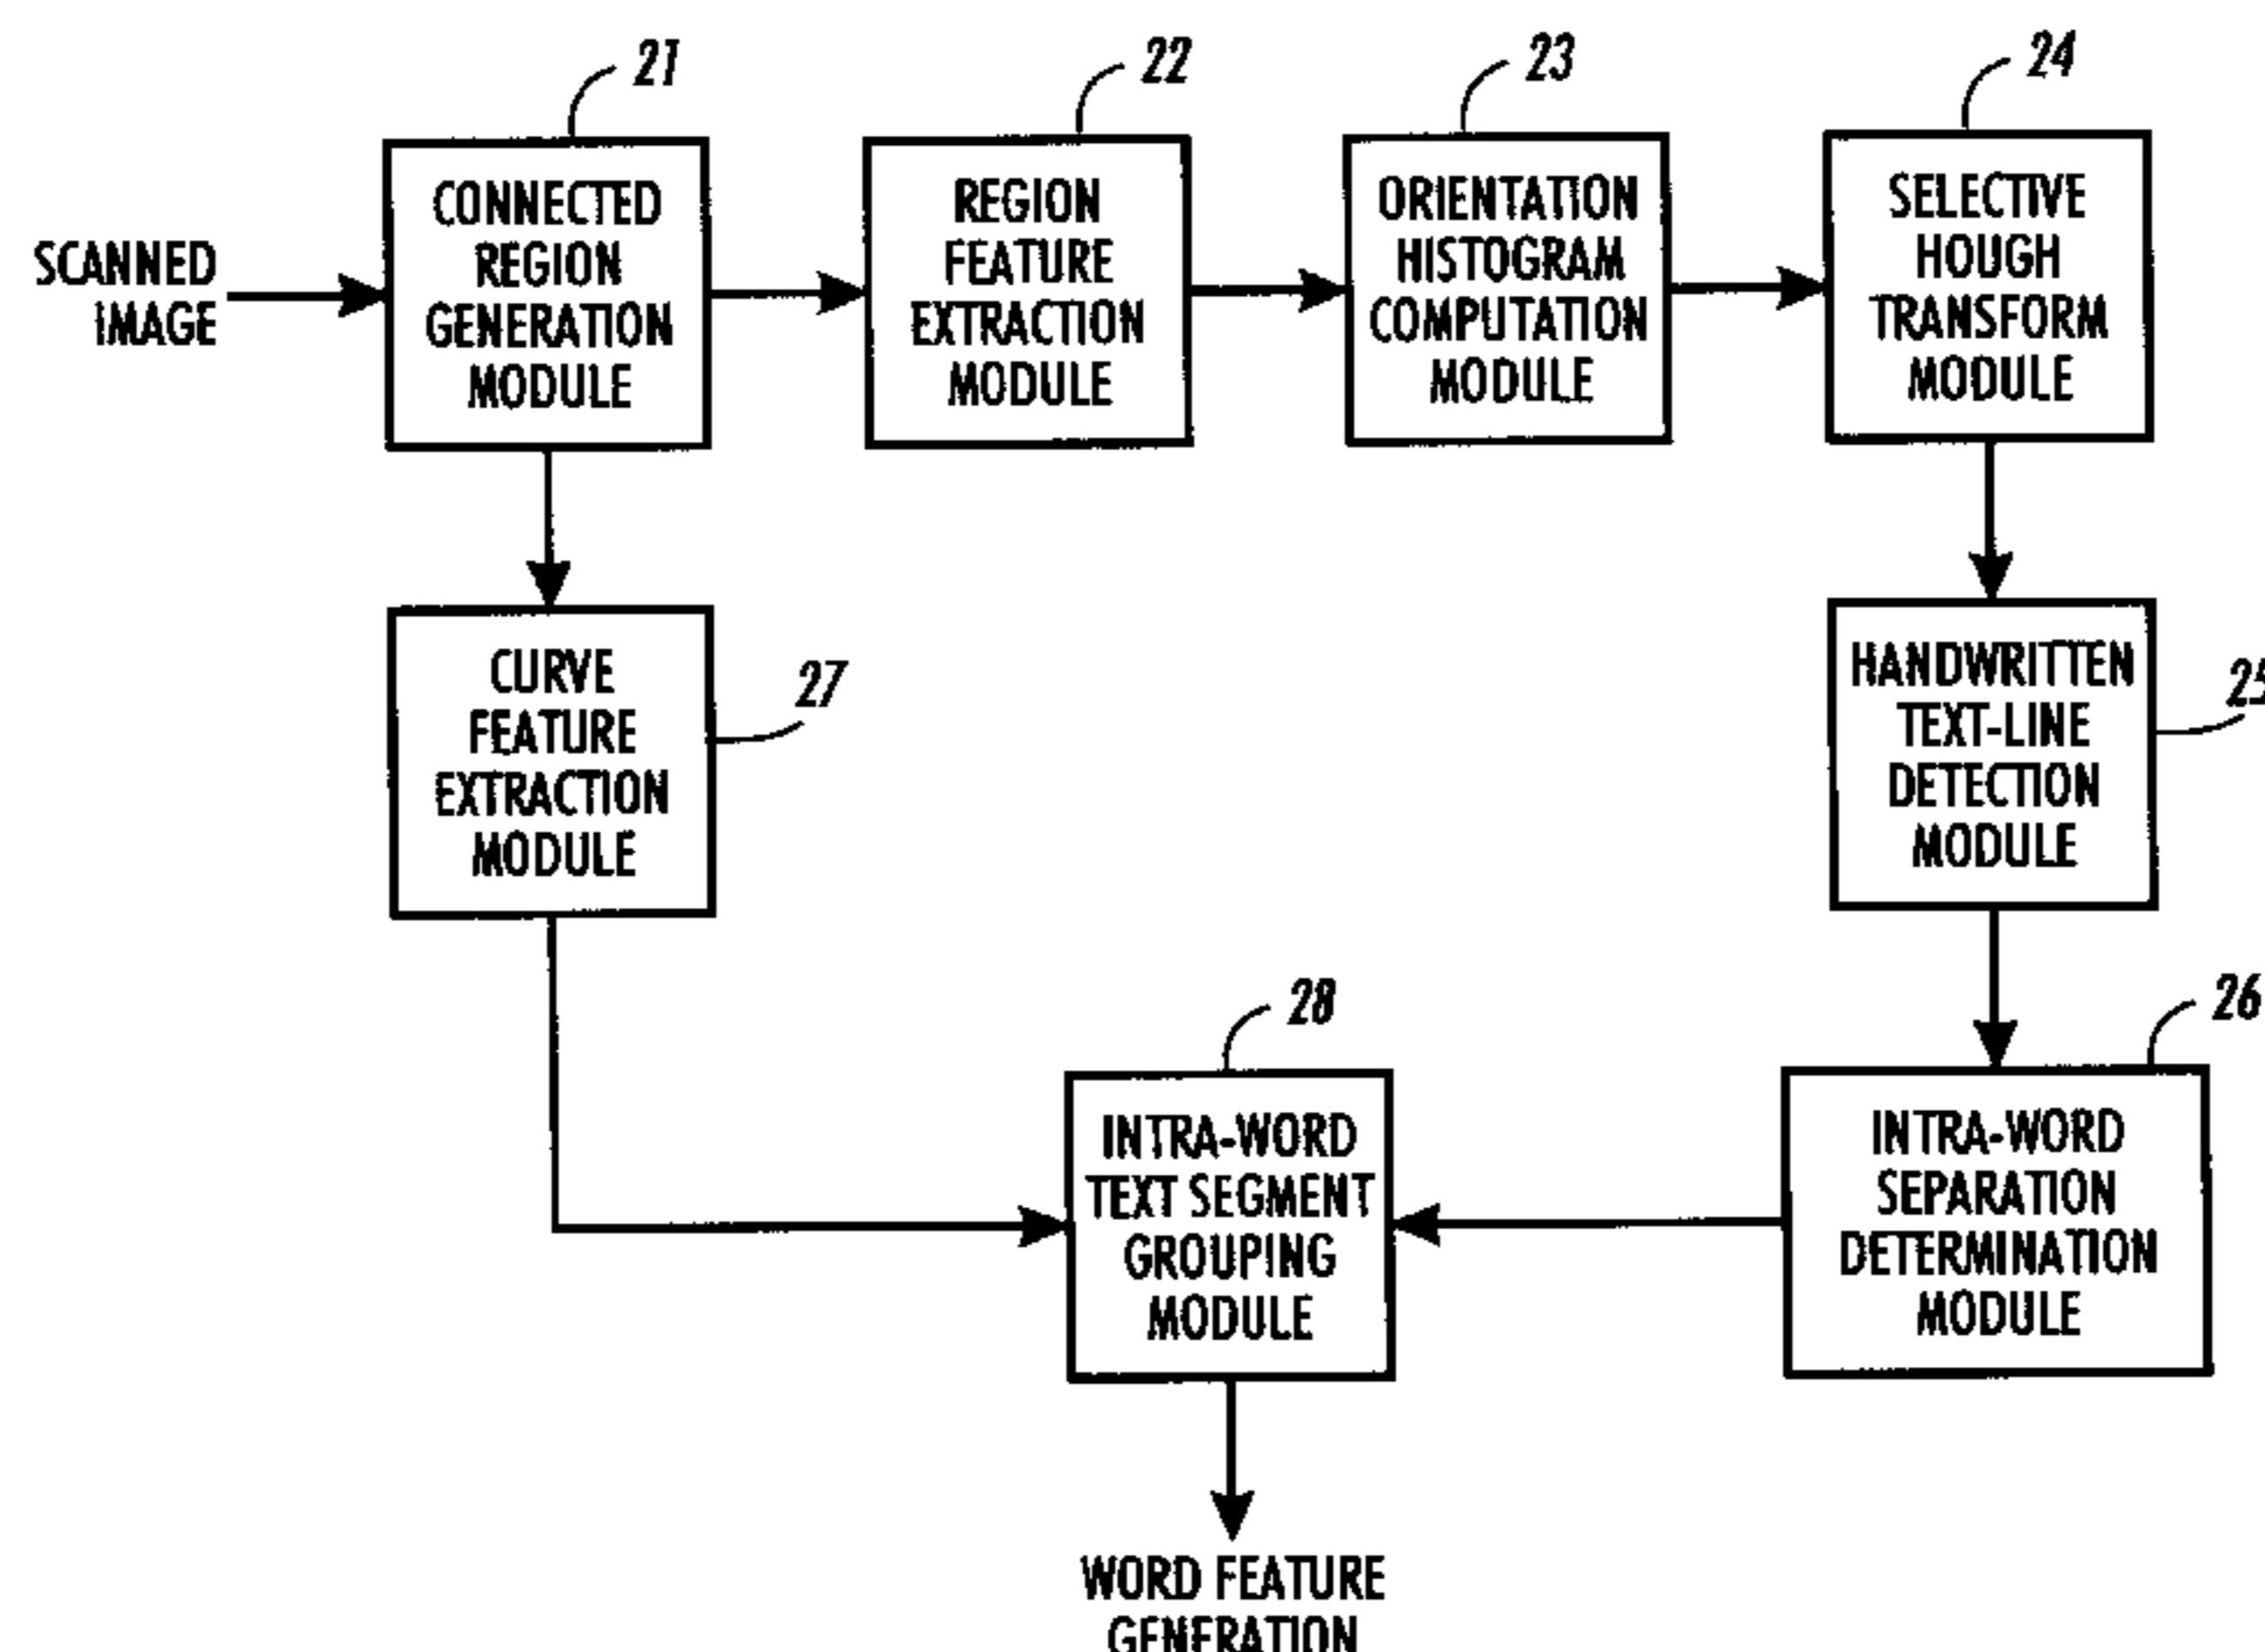 21
22
23
24
SCANNED
IMAGE
CONNECTED
REGION
GENERATION
MODULE
REGION
FEATURE
EXTRACTION
MODULE
ORIENTATION
HISTOGRAM
COMPUTATION
MODULE
SELECTIVE
HOUGH
TRANSFORM
MODULE
CURVE
FEATURE
EXTRACTION
MODULE
27
HANDWRITTEN
TEXT-LINE
DETECTION
MODULE
25
28
26
INTRA-WORD
TEXT SEGMENT
GROUPING
MODULE
INTRA-WORD
SEPARATION
DETERMINATION
MODULE
WORD FEATURE
GENERATION